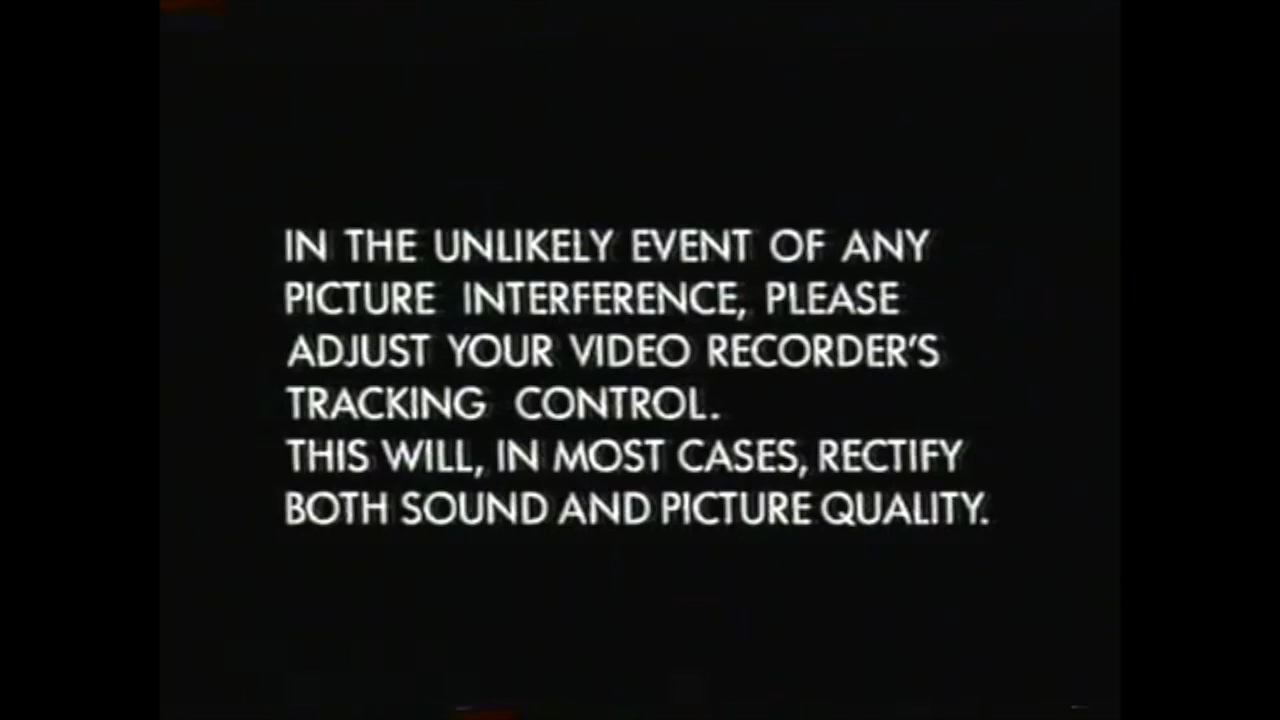 IN THE UNLIKELY EVENT OF ANY
PICTURE INTERFERENCE, PLEASE
ADJUST YOUR VIDEO RECORDER'S
TRACKING CONTROL.
THIS WILL, IN MOST CASES, RECTIFY
BOTH SOUND AND PICTURE QUALITY.